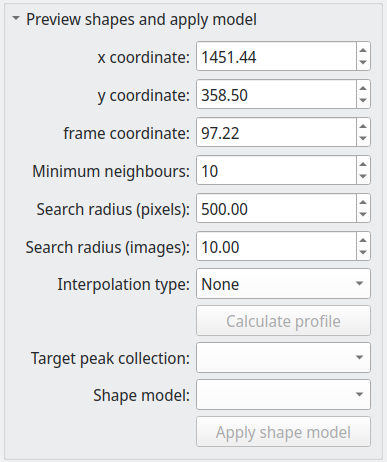 Preview shapes and apply model
x coordinate: 1451.44
y coordinate: 358.50
frame coordinate: 97.22
Minimum neighbours: 10
Search radius (pixels): 500.00
Search radius (images): 10.00
Interpolation type: None
Calculate profile
Target peak collection:
Shape model:
Apply shape model